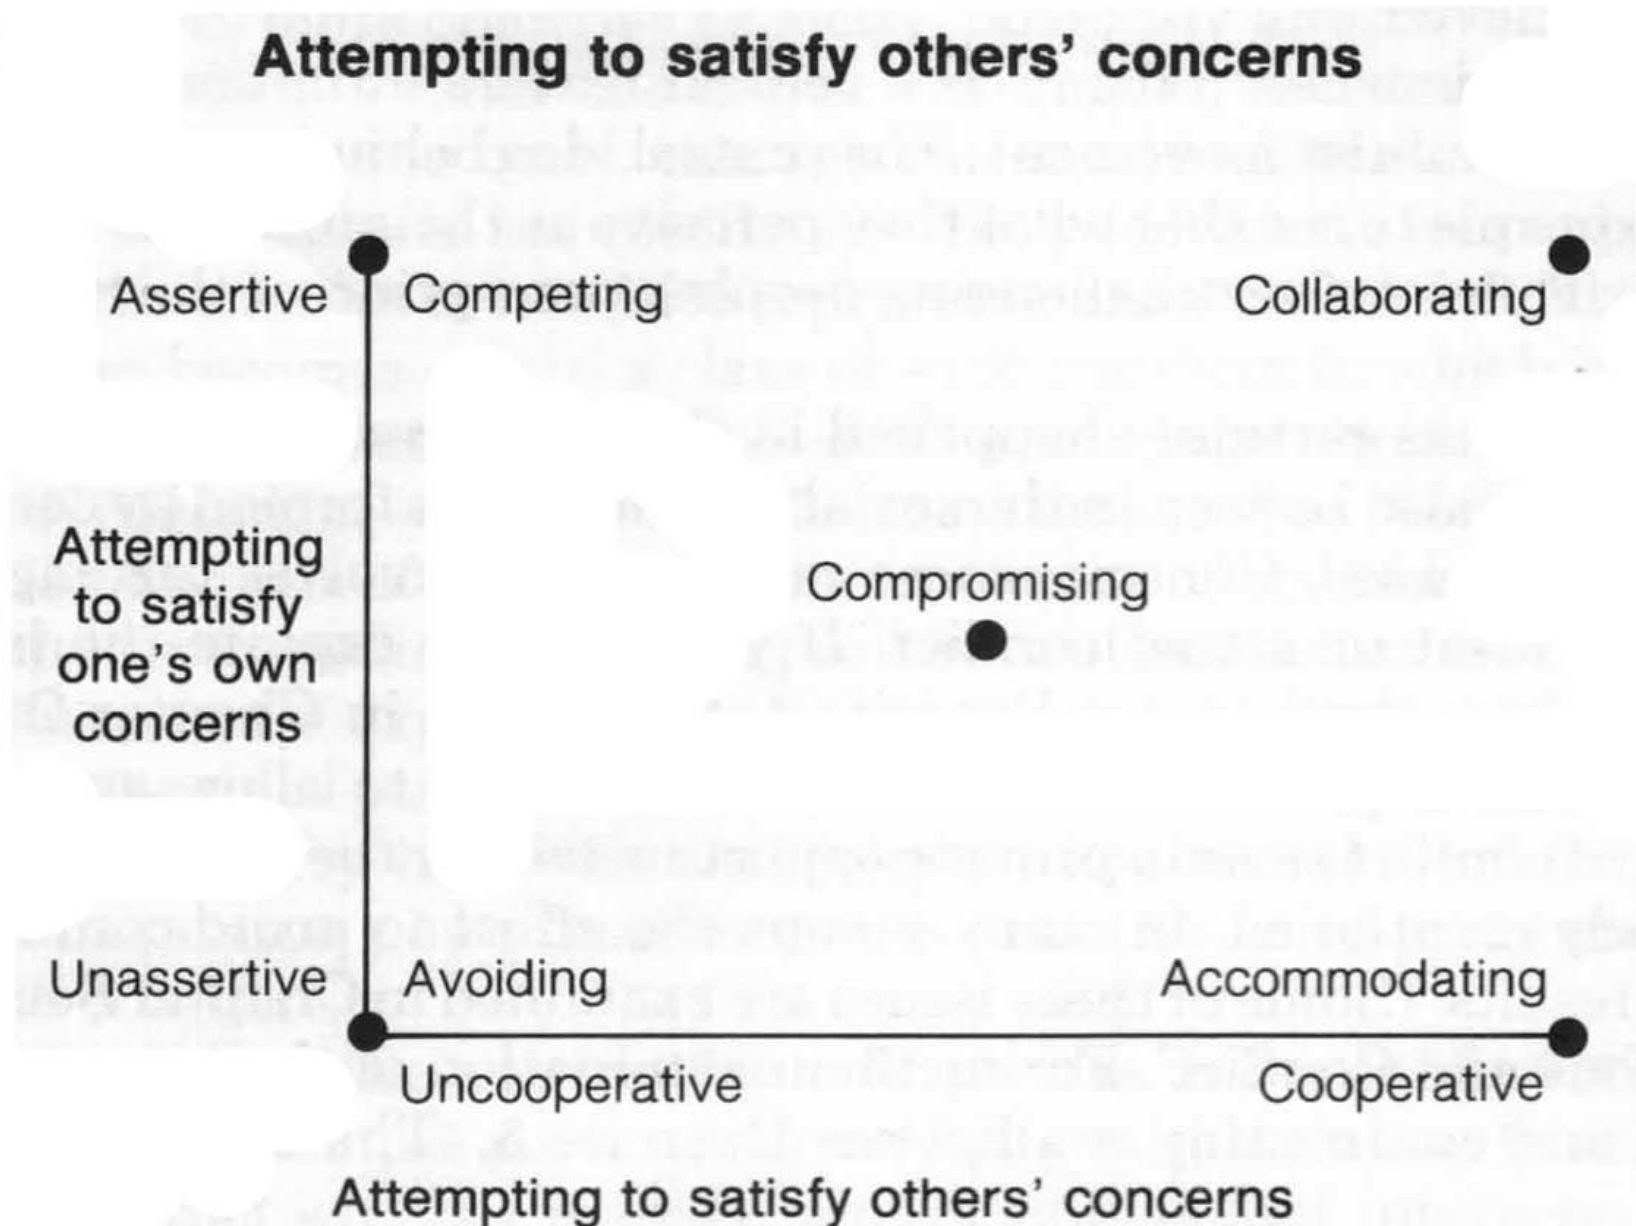 Attempting to satisfy others’ concerns
Assertive
Competing
Collaborating
Attempting
to satisfy
one’s own
concerns
Compromising
Unassertive
Avoiding
Accommodating
Uncooperative
Cooperative
Attempting to satisfy others’ concerns